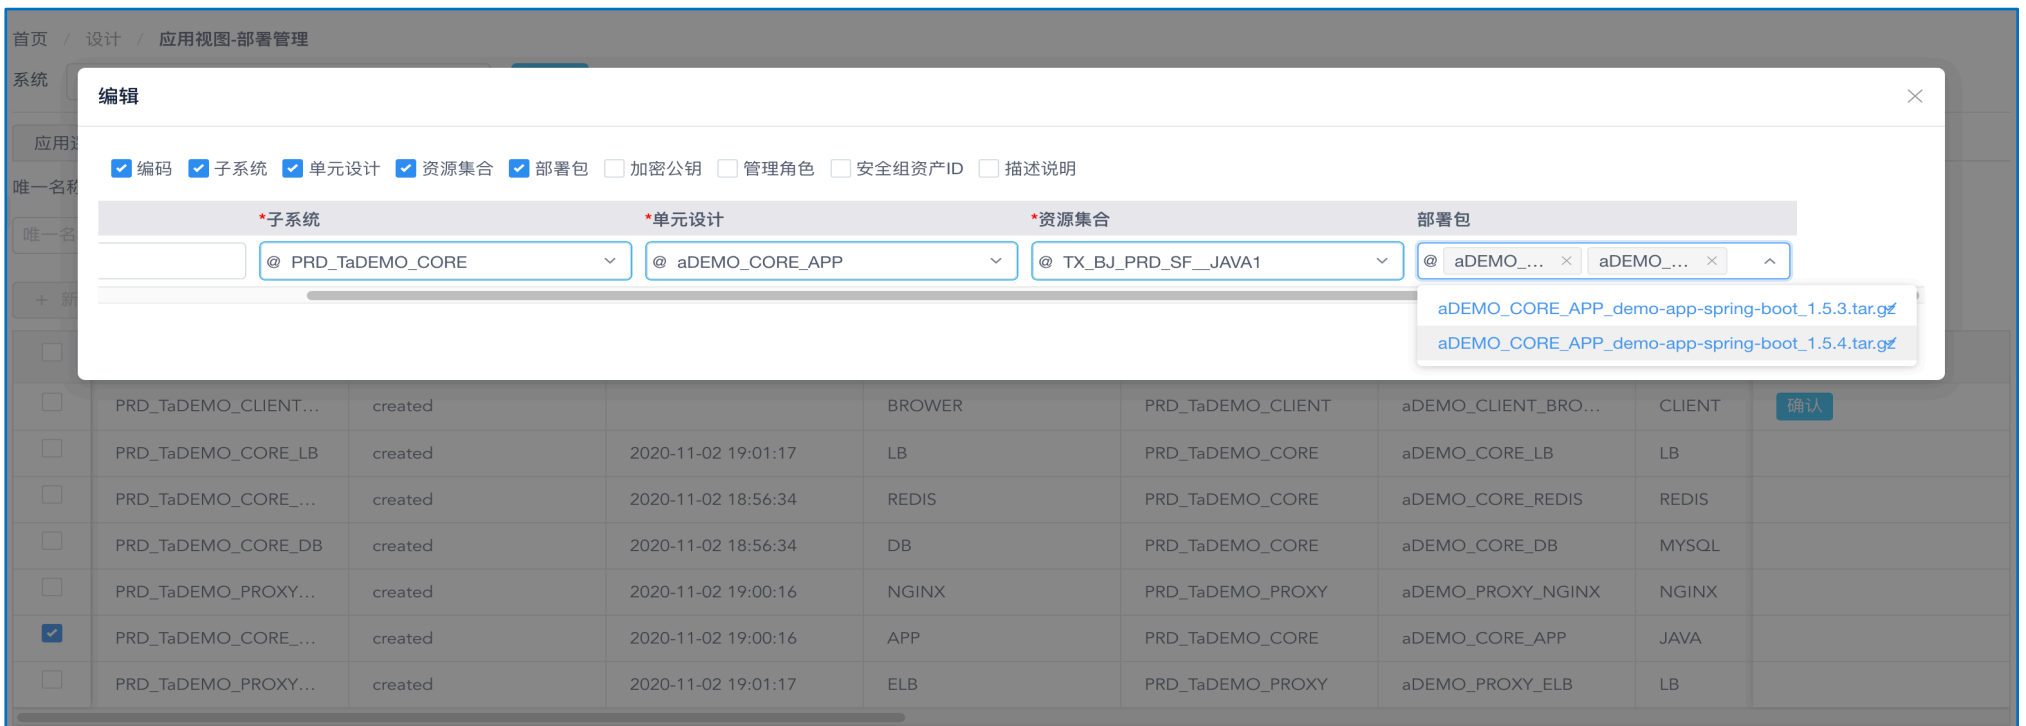 首页 / 设计 / 应用视图-部署管理
系统
编辑
应用
编码 子系统 单元设计 资源集合 部署包 加密公钥 管理角色 安全组资产ID 描述说明
唯一名称
*子系统 *单元设计 *资源集合 部署包
唯一名
@ PRD_TaDEMO_CORE @ aDEMO_CORE_APP @ TX_BJ_PRD_SF__JAVA1 @ aDEMO_... × aDEMO_... ×
+ 新
aDEMO_CORE_APP_demo-app-spring-boot_1.5.3.tar.gz
aDEMO_CORE_APP_demo-app-spring-boot_1.5.4.tar.gz
PRD_TaDEMO_CLIENT... created BROWER PRD_TaDEMO_CLIENT aDEMO_CLIENT_BRO... CLIENT 确认
PRD_TaDEMO_CORE_LB created 2020-11-02 19:01:17 LB PRD_TaDEMO_CORE aDEMO_CORE_LB LB
PRD_TaDEMO_CORE_... created 2020-11-02 18:56:34 REDIS PRD_TaDEMO_CORE aDEMO_CORE_REDIS REDIS
PRD_TaDEMO_CORE_DB created 2020-11-02 18:56:34 DB PRD_TaDEMO_CORE aDEMO_CORE_DB MYSQL
PRD_TaDEMO_PROXY... created 2020-11-02 19:00:16 NGINX PRD_TaDEMO_PROXY aDEMO_PROXY_NGINX NGINX
PRD_TaDEMO_CORE_... created 2020-11-02 19:00:16 APP PRD_TaDEMO_CORE aDEMO_CORE_APP JAVA
PRD_TaDEMO_PROXY... created 2020-11-02 19:01:17 ELB PRD_TaDEMO_PROXY aDEMO_PROXY_ELB LB